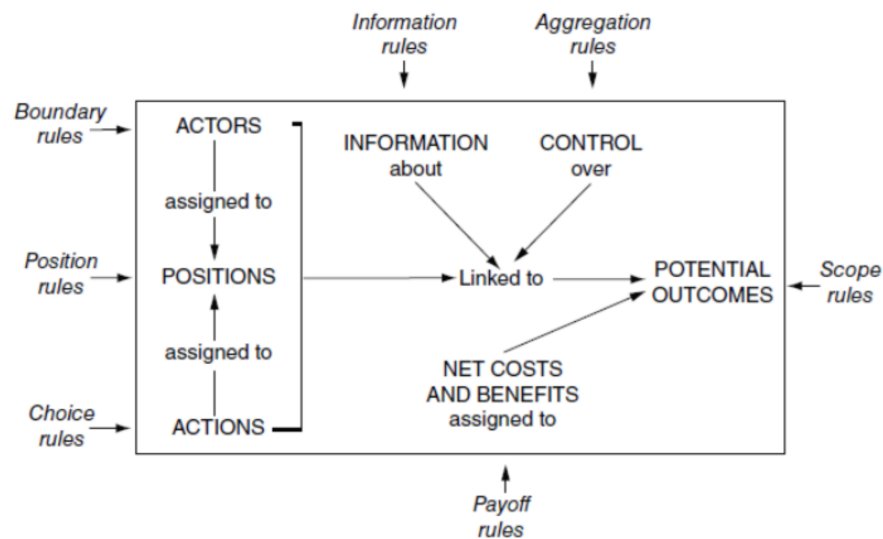 Information
rules
Aggregation
rules
Boundary
rules
ACTORS
INFORMATION
about
CONTROL
over
assigned to
Position
rules
POSITIONS
Linked to
POTENTIAL
OUTCOMES
Scope
rules
assigned to
NET COSTS
AND BENEFITS
assigned to
Choice
rules
ACTIONS
Payoff
rules